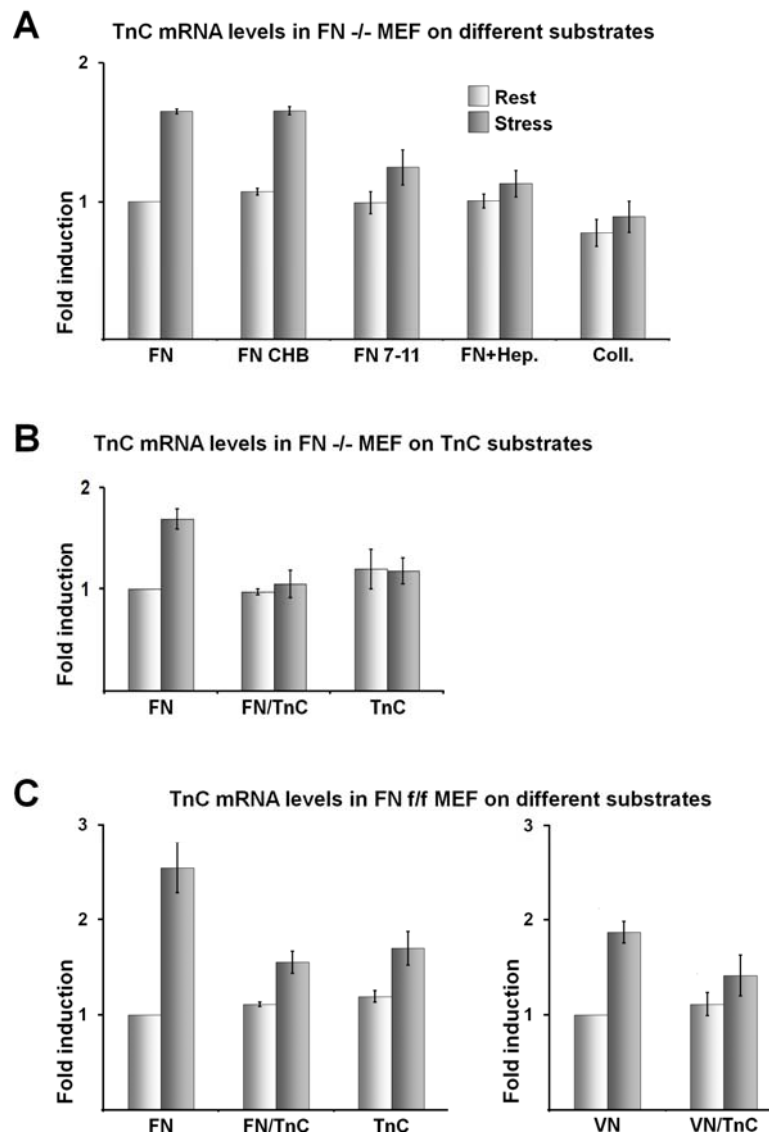 A
TnC mRNA levels in FN -/- MEF on different substrates
2
1
Fold induction
Rest
Stress
FN FN CHB FN 7-11 FN+Hep. Coll.
B
TnC mRNA levels in FN -/- MEF on TnC substrates
2
1
Fold induction
FN FN/TnC TnC
C
TnC mRNA levels in FN f/f MEF on different substrates
3
2
1
Fold induction
FN FN/TnC TnC
3
2
1
Fold induction
VN VN/TnC